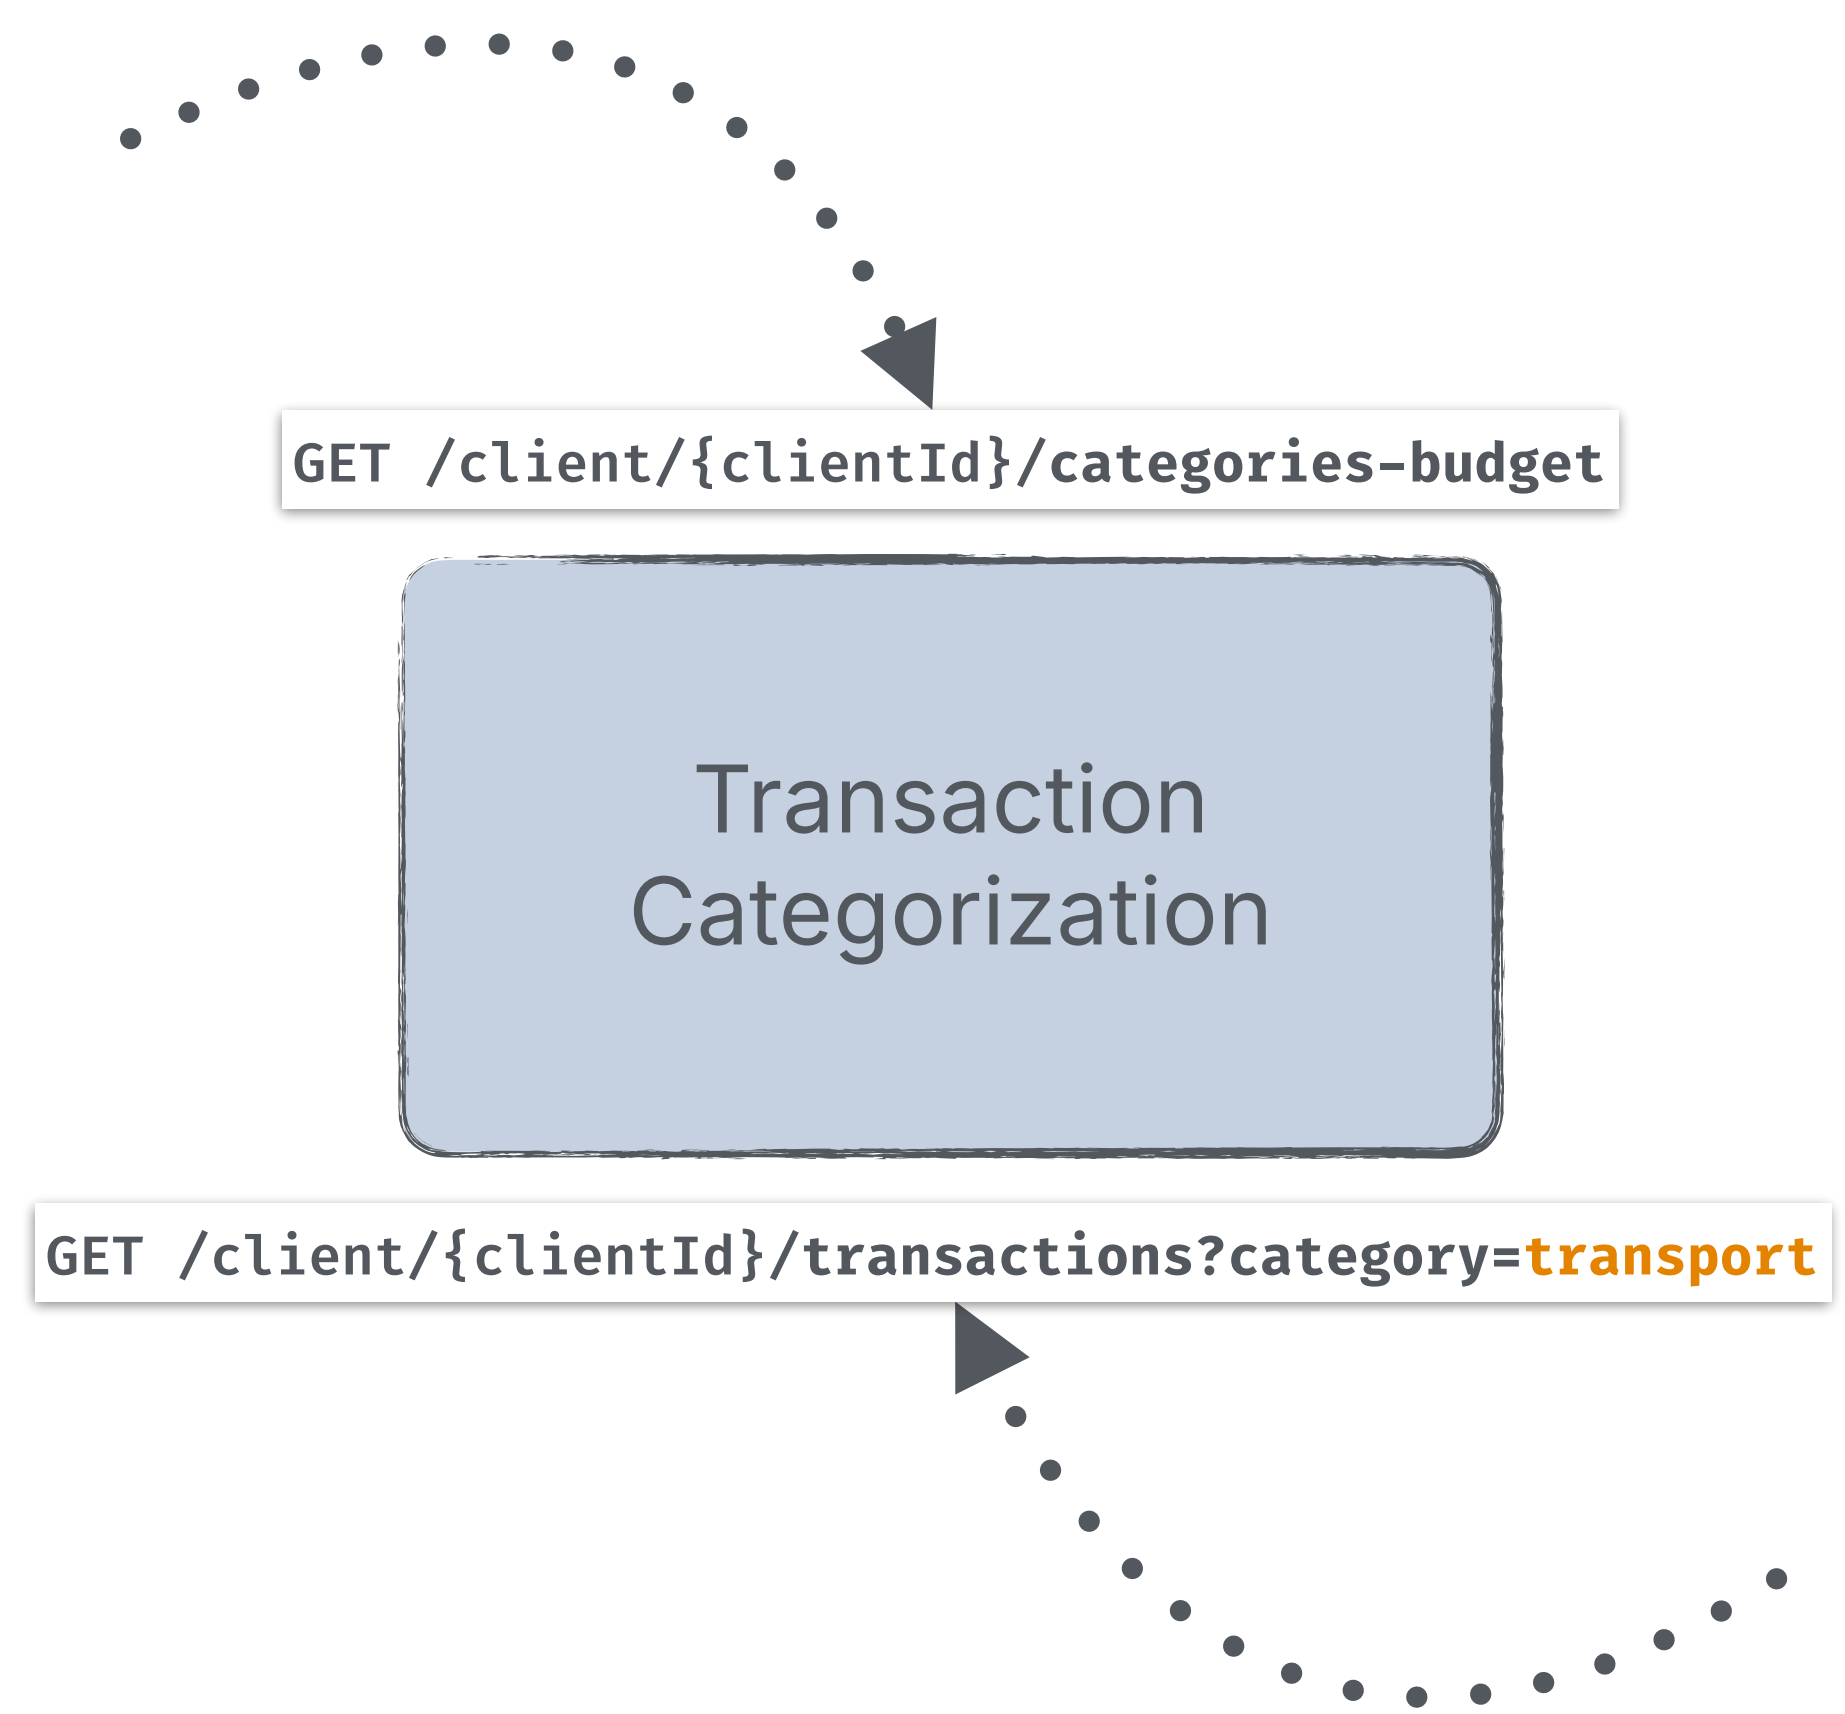 GET /client/{clientId}/categories-budget
Transaction
Categorization
GET /client/{clientId}/transactions?category=transport